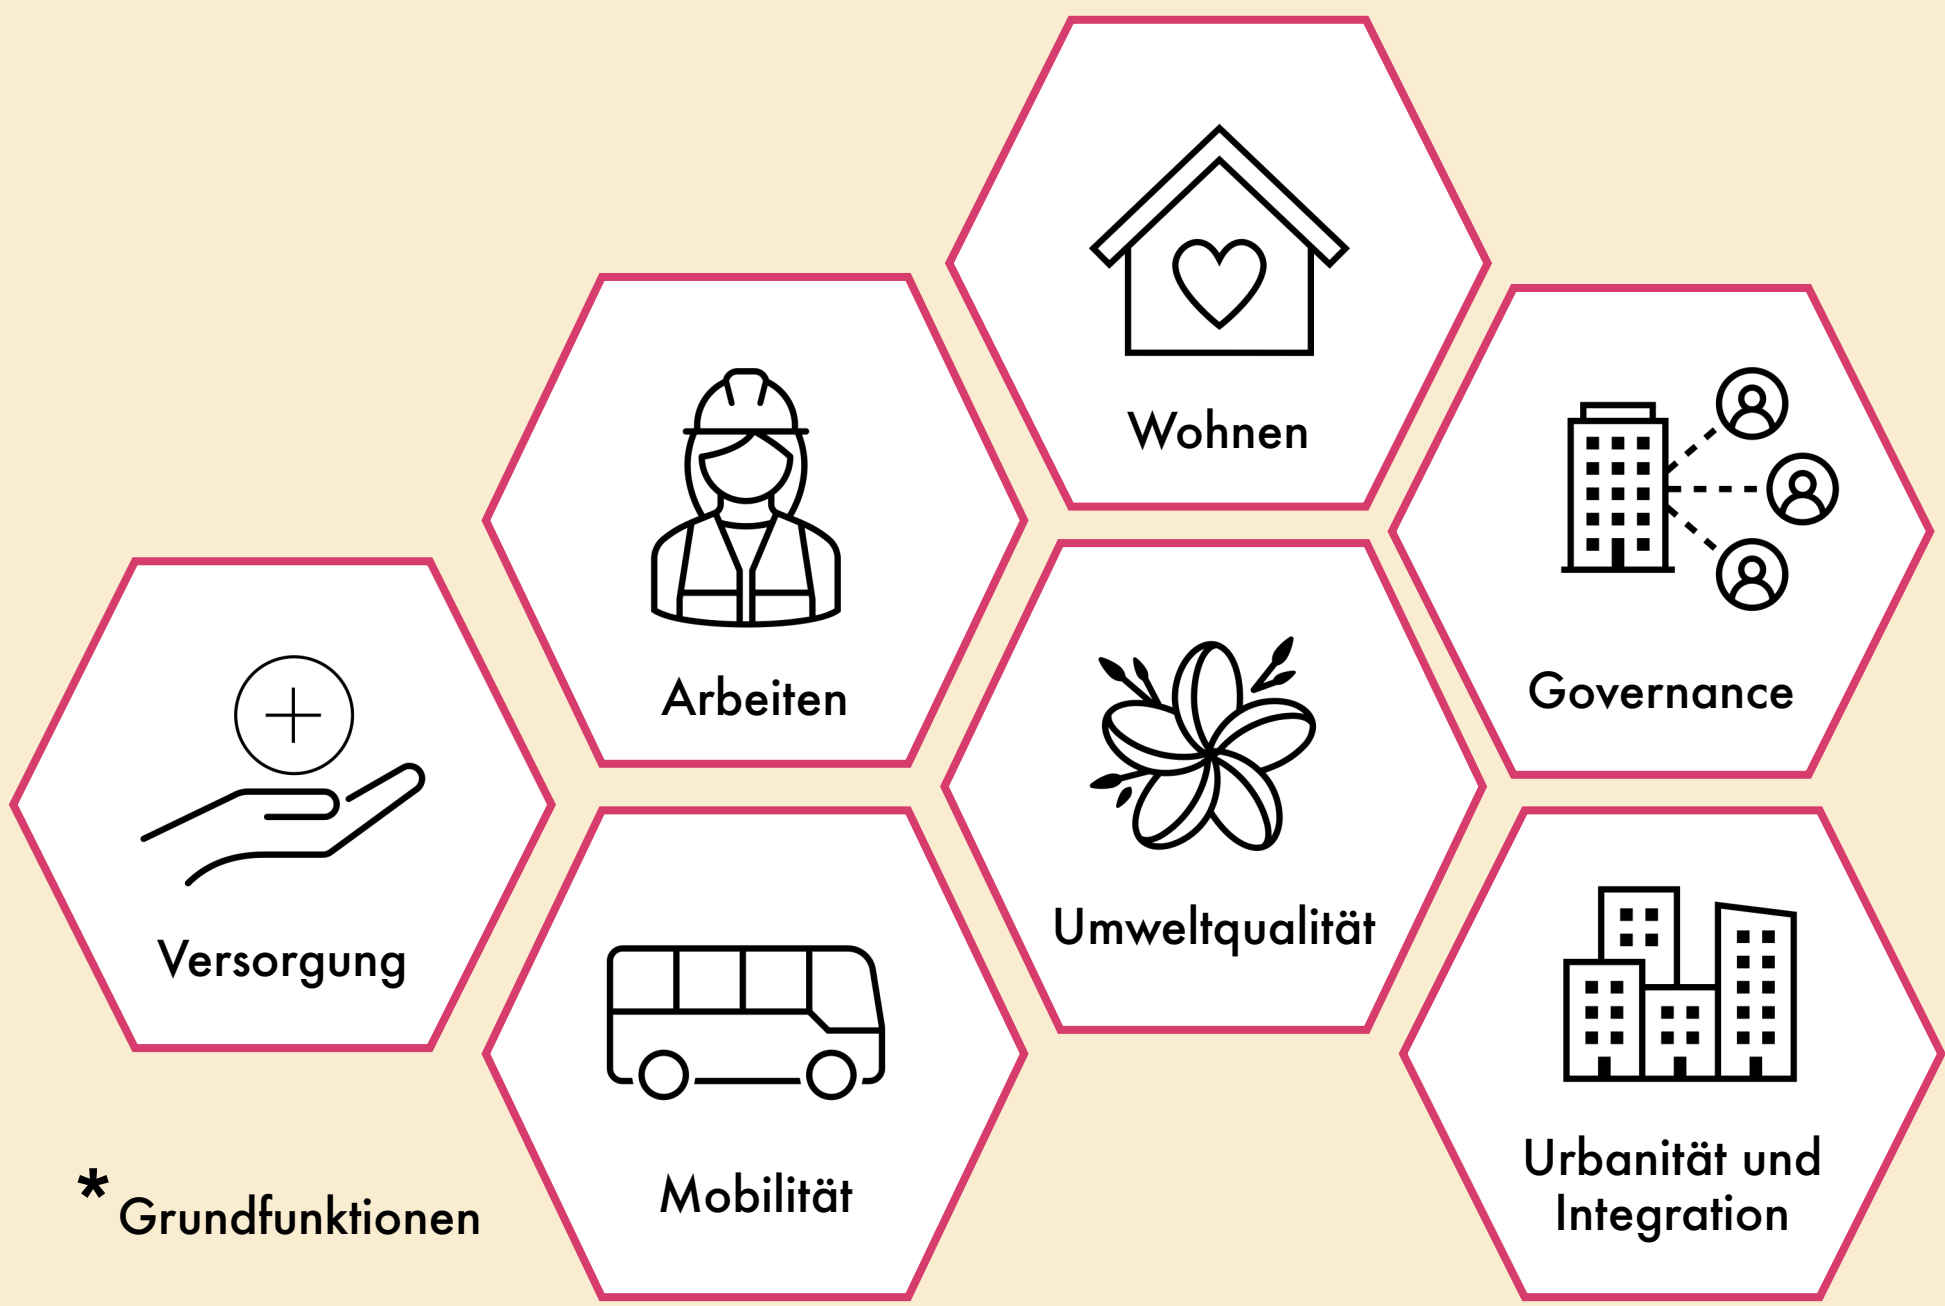 Wohnen
Arbeiten
Governance
Versorgung
Umweltqualität
Mobilität
Urbanität und
Integration
* Grundfunktionen